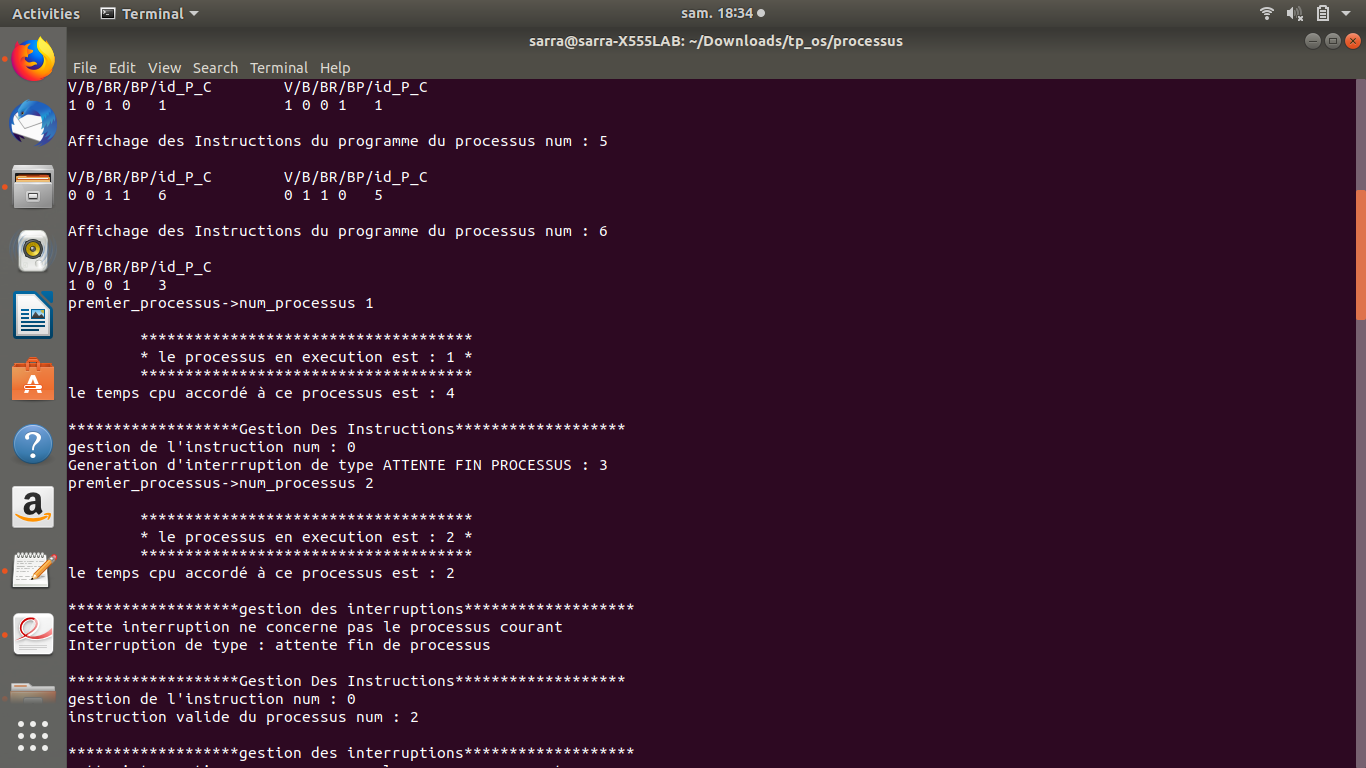 Activities Terminal sam. 18:34
sarra@sarra-X555LAB: ~/Downloads/tp_os/processus
File Edit View Search Terminal Help
V/B/BR/BP/id_P_C V/B/BR/BP/id_P_C
1 0 1 0 1 1 0 0 1 1
Affichage des Instructions du programme du processus num : 5
V/B/BR/BP/id_P_C V/B/BR/BP/id_P_C
0 0 1 1 6 0 1 1 0 5
Affichage des Instructions du programme du processus num : 6
V/B/BR/BP/id_P_C
1 0 0 1 3
premier_processus->num_processus 1
*************************************
* le processus en execution est : 1 *
*************************************
le temps cpu accordé à ce processus est : 4
*******************Gestion Des Instructions*******************
gestion de l'instruction num : 0
Generation d'interrruption de type ATTENTE FIN PROCESSUS : 3
premier_processus->num_processus 2
*************************************
* le processus en execution est : 2 *
*************************************
le temps cpu accordé à ce processus est : 2
*******************gestion des interruptions*******************
cette interruption ne concerne pas le processus courant
Interruption de type : attente fin de processus
*******************Gestion Des Instructions*******************
gestion de l'instruction num : 0
instruction valide du processus num : 2
*******************gestion des interruptions*******************